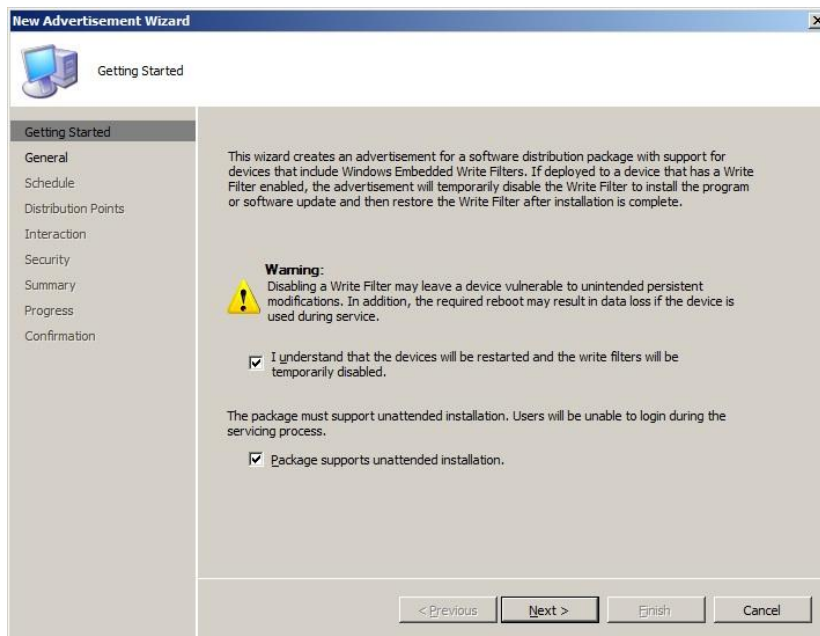 New Advertisement Wizard
Getting Started
Getting Started
General
Schedule
Distribution Points
Interaction
Security
Summary
Progress
Confirmation
This wizard creates an advertisement for a software distribution package with support for
devices that include Windows Embedded Write Filters. If deployed to a device that has a Write
Filter enabled, the advertisement will temporarily disable the Write Filter to install the program
or software update and then restore the Write Filter after installation is complete.
Warning:
Disabling a Write Filter may leave a device vulnerable to unintended persistent
modifications. In addition, the required reboot may result in data loss if the device is
used during service.
I understand that the devices will be restarted and the write filters will be
temporarily disabled.
The package must support unattended installation. Users will be unable to login during the
servicing process.
Package supports unattended installation.
< Previous
Next >
Finish
Cancel